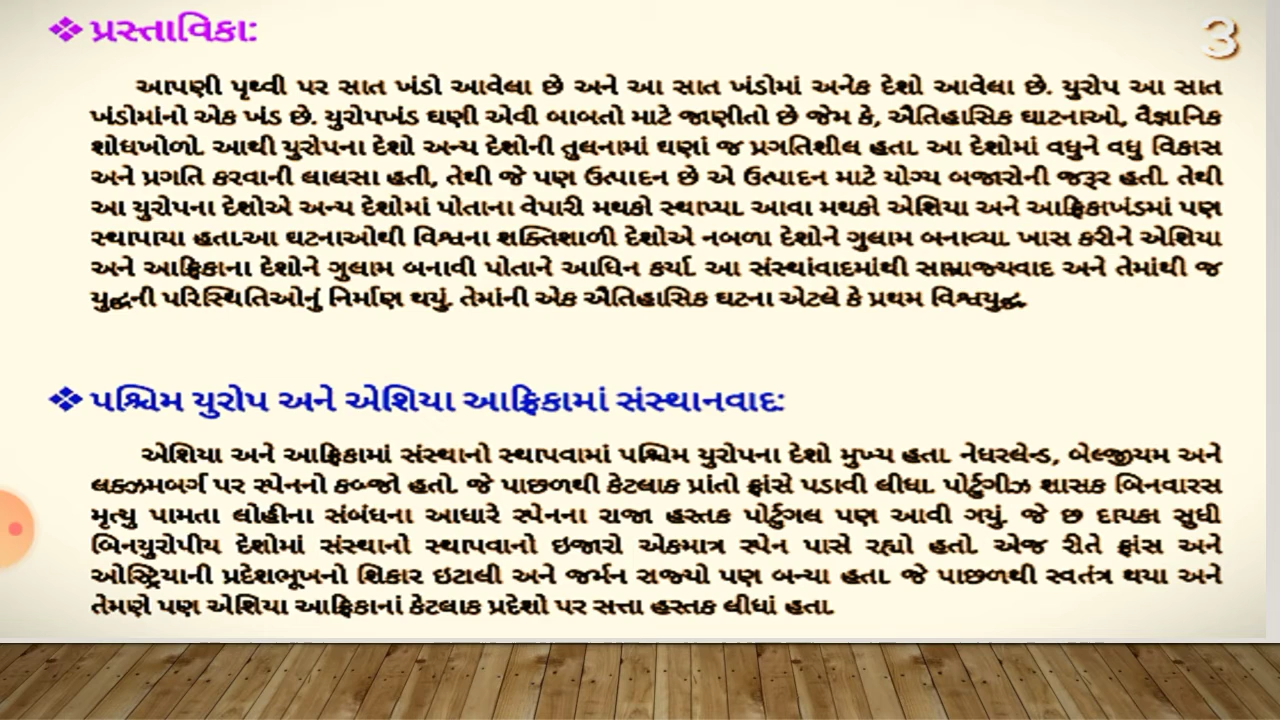 ❖ પ્રસ્તાવિકા:
3
આપણી પૃથ્વી પર સાત ખંડો આવેલા છે અને આ સાત ખંડોમાં અનેક દેશો આવેલા છે. યુરોપ આ સાત
ખંડોમાંનો એક ખંડ છે. યુરોપખંડ ઘણી એવી બાબતો માટે જાણીતો છે જેમ કે, ઐતિહાસિક ઘાટનાઓ, વૈજ્ઞાનિક
શોધખોળો. આથી યુરોપના દેશો અન્ય દેશોની તુલનામાં ઘણાં જ પ્રગતિશીલ હતા. આ દેશોમાં વધુને વધુ વિકાસ
અને પ્રગતિ કરવાની લાલસા હતી, તેથી જે પણ ઉત્પાદન છે એ ઉત્પાદન માટે યોગ્ય બજારોની જરૂર હતી. તેથી
આ યુરોપના દેશોએ અન્ય દેશોમાં પોતાના વેપારી મથકો સ્થાપ્યા. આવા મથકો એશિયા અને આફ્રિકાખંડમાં પણ
સ્થાપાયા હતા.આ ઘટનાઓથી વિશ્વના શક્તિશાળી દેશોએ નબળા દેશોને ગુલામ બનાવ્યા. ખાસ કરીને એશિયા
અને આફ્રિકાના દેશોને ગુલામ બનાવી પોતાને આધિન કર્યા. આ સંસ્થાંવાદમાંથી સામ્રાજ્યવાદ અને તેમાંથી જ
યુદ્ધની પરિસ્થિતિઓનું નિર્માણ થયું. તેમાંની એક ઐતિહાસિક ઘટના એટલે કે પ્રથમ વિશ્વયુદ્ધ.
❖ પશ્ચિમ યુરોપ અને એશિયા આફ્રિકામાં સંસ્થાનવાદ:
એશિયા અને આફ્રિકામાં સંસ્થાનો સ્થાપવામાં પશ્ચિમ યુરોપના દેશો મુખ્ય હતા. નેધરલેન્ડ, બેલ્જીયમ અને
લક્ઝમબર્ગ પર સ્પેનનો કબ્જો હતો. જે પાછળથી કેટલાક પ્રાંતો ફ્રાંસે પડાવી લીધા. પોર્ટુગીઝ શાસક બિનવારસ
મૃત્યુ પામતા લોહીના સંબંધના આધારે સ્પેનના રાજા હસ્તક પોર્ટુગલ પણ આવી ગયું. જે છ દાયકા સુધી
બિનયુરોપીય દેશોમાં સંસ્થાનો સ્થાપવાનો ઇજારો એકમાત્ર સ્પેન પાસે રહ્યો હતો. એજ રીતે ફ્રાંસ અને
ઓસ્ટ્રિયાની પ્રદેશભૂખનો શિકાર ઇટાલી અને જર્મન રાજ્યો પણ બન્યા હતા. જે પાછળથી સ્વતંત્ર થયા અને
તેમણે પણ એશિયા આફ્રિકાનાં કેટલાક પ્રદેશો પર સત્તા હસ્તક લીધાં હતા.